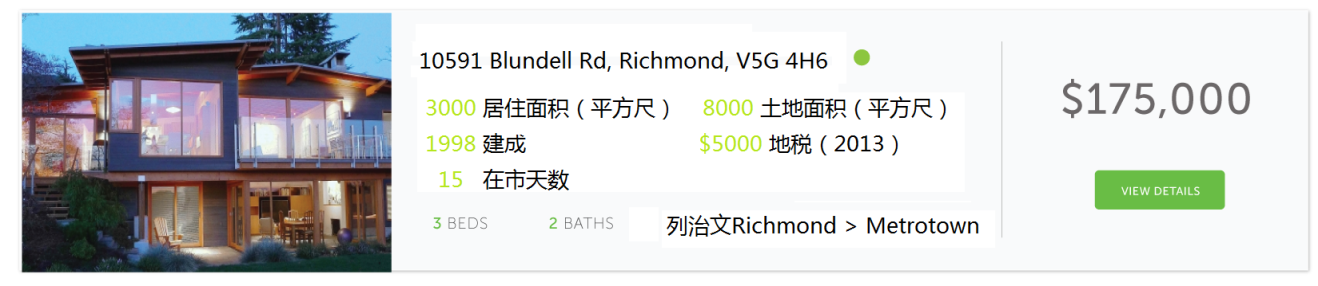 10591 Blundell Rd, Richmond, V5G 4H6
3000 居住面积（平方尺） 8000 土地面积（平方尺）
1998 建成 $5000 地税（2013）
15 在市天数
3 BEDS 2 BATHS 列治文Richmond > Metrotown
$175,000
VIEW DETAILS